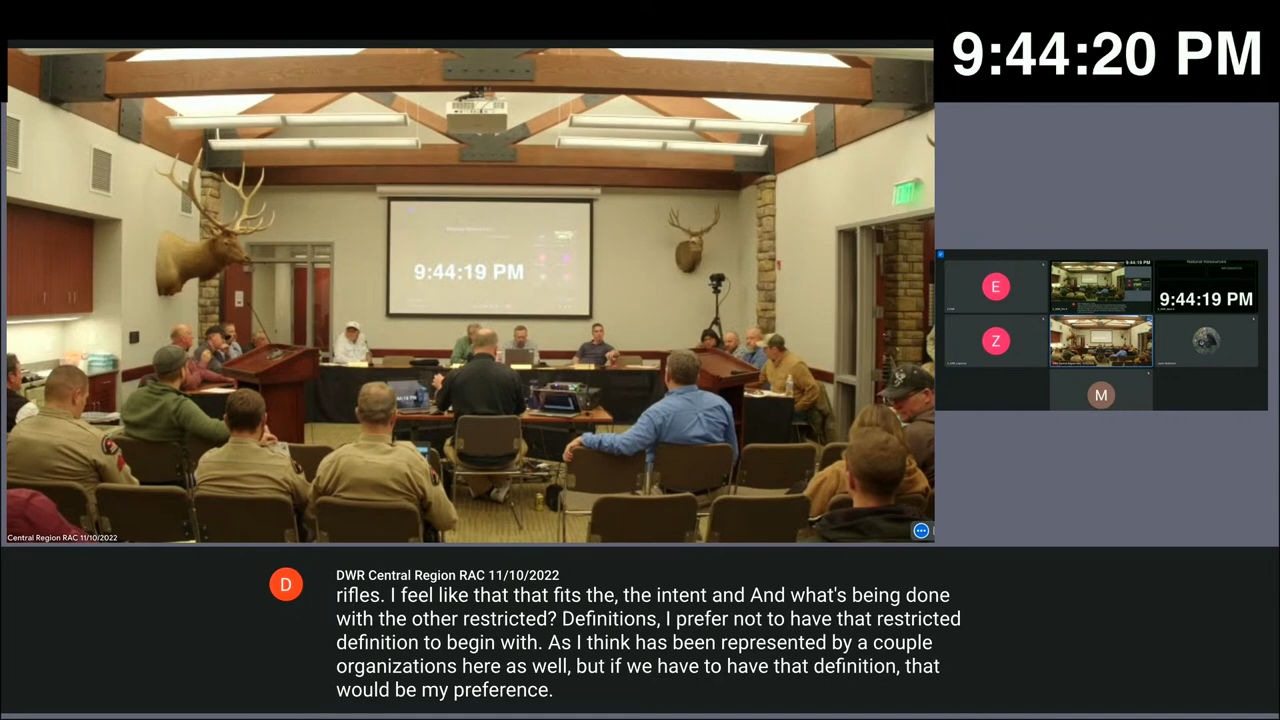 9:44:20 PM
EXIT
9:44:19 PM
E
9:44:19 PM
Z
M
Central Region RAC 11/10/2022
D
DWR Central Region RAC 11/10/2022
rifles. I feel like that that fits the, the intent and And what's being done
with the other restricted? Definitions, I prefer not to have that restricted
definition to begin with. As I think has been represented by a couple
organizations here as well, but if we have to have that definition, that
would be my preference.